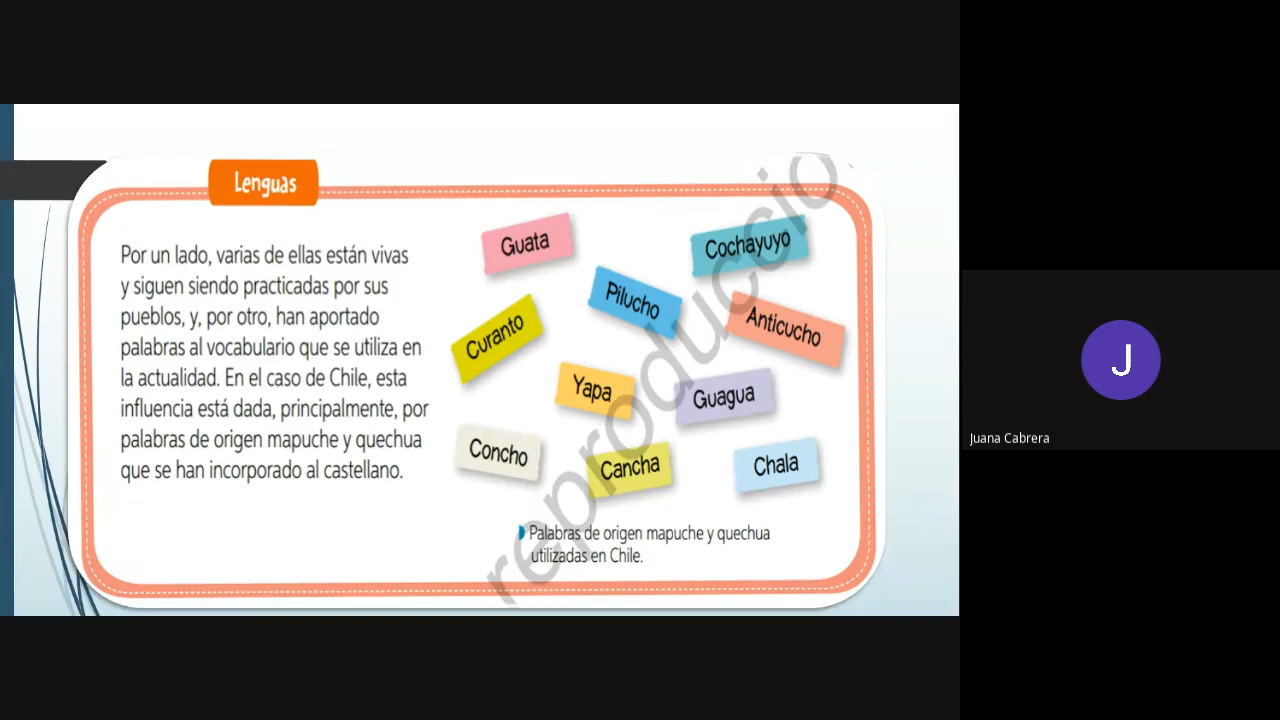 Lenguas
Por un lado, varias de ellas están vivas
y siguen siendo practicadas por sus
pueblos, y, por otro, han aportado
palabras al vocabulario que se utiliza en
la actualidad. En el caso de Chile, esta
influencia está dada, principalmente, por
palabras de origen mapuche y quechua
que se han incorporado al castellano.
Guata
Cochayuyo
Pilucho
Curanto
Anticucho
Yapa
Guagua
Concho
Cancha
Chala
Palabras de origen mapuche y quechua
utilizadas en Chile.
reproduccio
J
Juana Cabrera